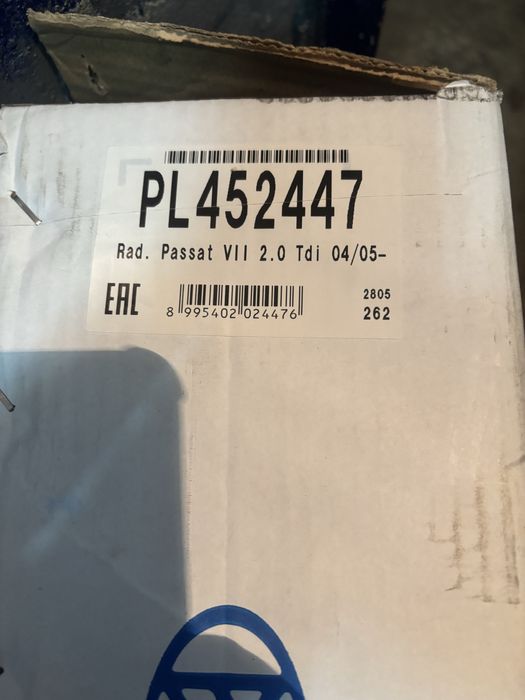 PL452447
Rad. Passat VII 2.0 Tdi 04/05-
EAC 2805
8 995402 024476 262